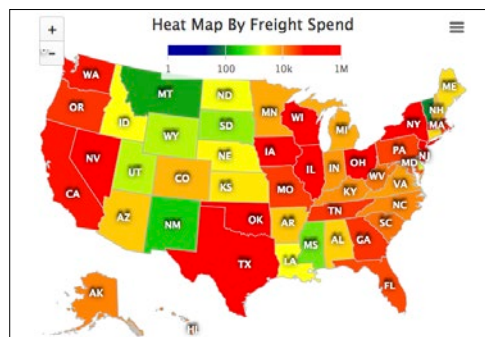 Heat Map By Freight Spend
+
-
1 100 10k 1M
WA
MT
ND
ME
OR
ID
MN
WI
NH
SD
MI
NY
MA
WY
IA
PA
NJ
NE
NV
IL
OH
MD
UT
IN
WV
CO
VA
CA
KS
MO
KY
NC
TN
OK
AZ
NM
AR
SC
MS
AL
GA
TX
LA
FL
AK
HI